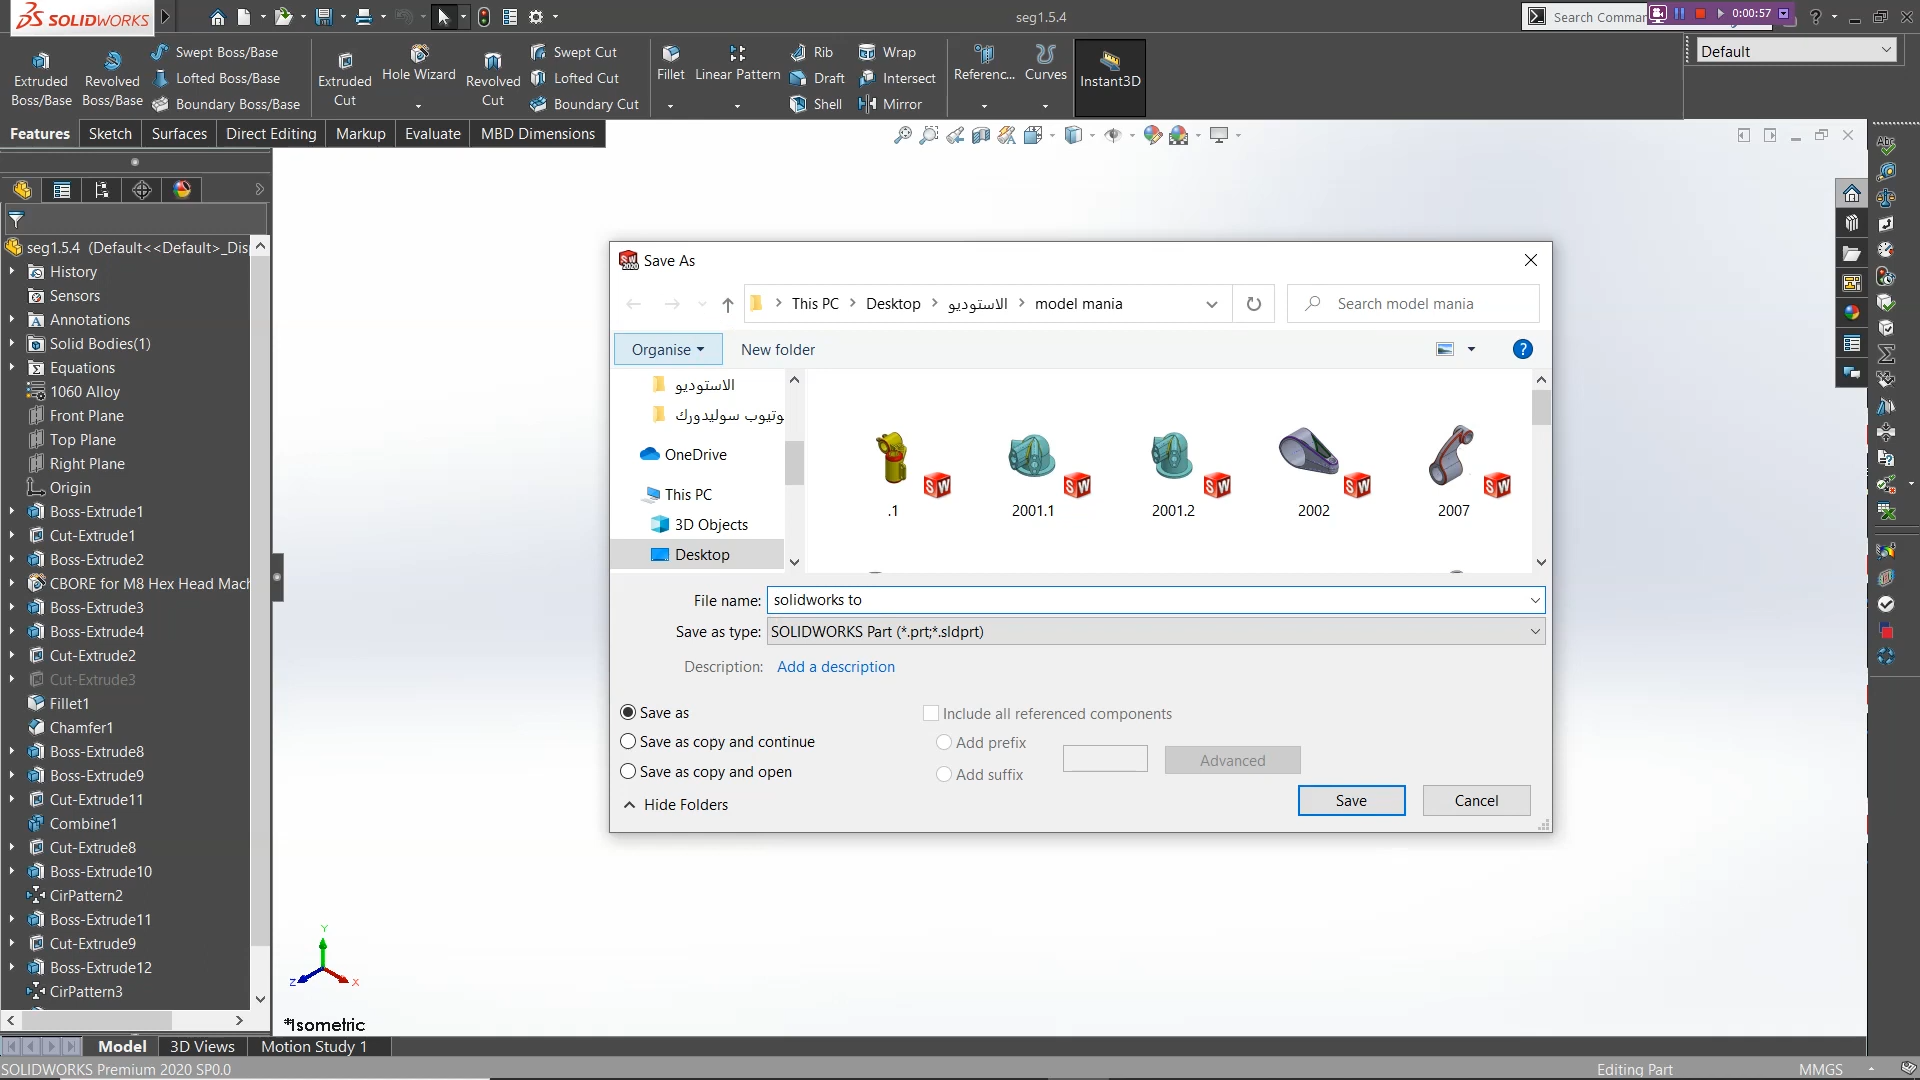 SOLIDWORKS
seg1.5.4
Search Commar
0:00:57
Default
Extruded Boss/Base
Revolved Boss/Base
Swept Boss/Base
Lofted Boss/Base
Boundary Boss/Base
Extruded Cut
Hole Wizard
Revolved Cut
Swept Cut
Lofted Cut
Boundary Cut
Fillet
Linear Pattern
Rib
Draft
Shell
Wrap
Intersect
Mirror
Referenc...
Curves
Instant3D
Features
Sketch
Surfaces
Direct Editing
Markup
Evaluate
MBD Dimensions
seg1.5.4 (Default<<Default>_Dis
History
Sensors
Annotations
Solid Bodies(1)
Equations
1060 Alloy
Front Plane
Top Plane
Right Plane
Origin
Boss-Extrude1
Cut-Extrude1
Boss-Extrude2
CBORE for M8 Hex Head Mach
Boss-Extrude3
Boss-Extrude4
Cut-Extrude2
Cut-Extrude3
Fillet1
Chamfer1
Boss-Extrude8
Boss-Extrude9
Cut-Extrude11
Combine1
Cut-Extrude8
Boss-Extrude10
CirPattern2
Boss-Extrude11
Cut-Extrude9
Boss-Extrude12
CirPattern3
Save As
This PC > Desktop > الاستوديو > model mania
Search model mania
Organise
New folder
الاستوديو
وتيوب سوليدورك
OneDrive
This PC
3D Objects
Desktop
.1
2001.1
2001.2
2002
2007
File name: solidworks to
Save as type: SOLIDWORKS Part (*.prt;*.sldprt)
Description: Add a description
Save as
Save as copy and continue
Save as copy and open
Include all referenced components
Add prefix
Add suffix
Advanced
Hide Folders
Save
Cancel
Y
Z
X
*Isometric
Model
3D Views
Motion Study 1
SOLIDWORKS Premium 2020 SP0.0
Editing Part
MMGS